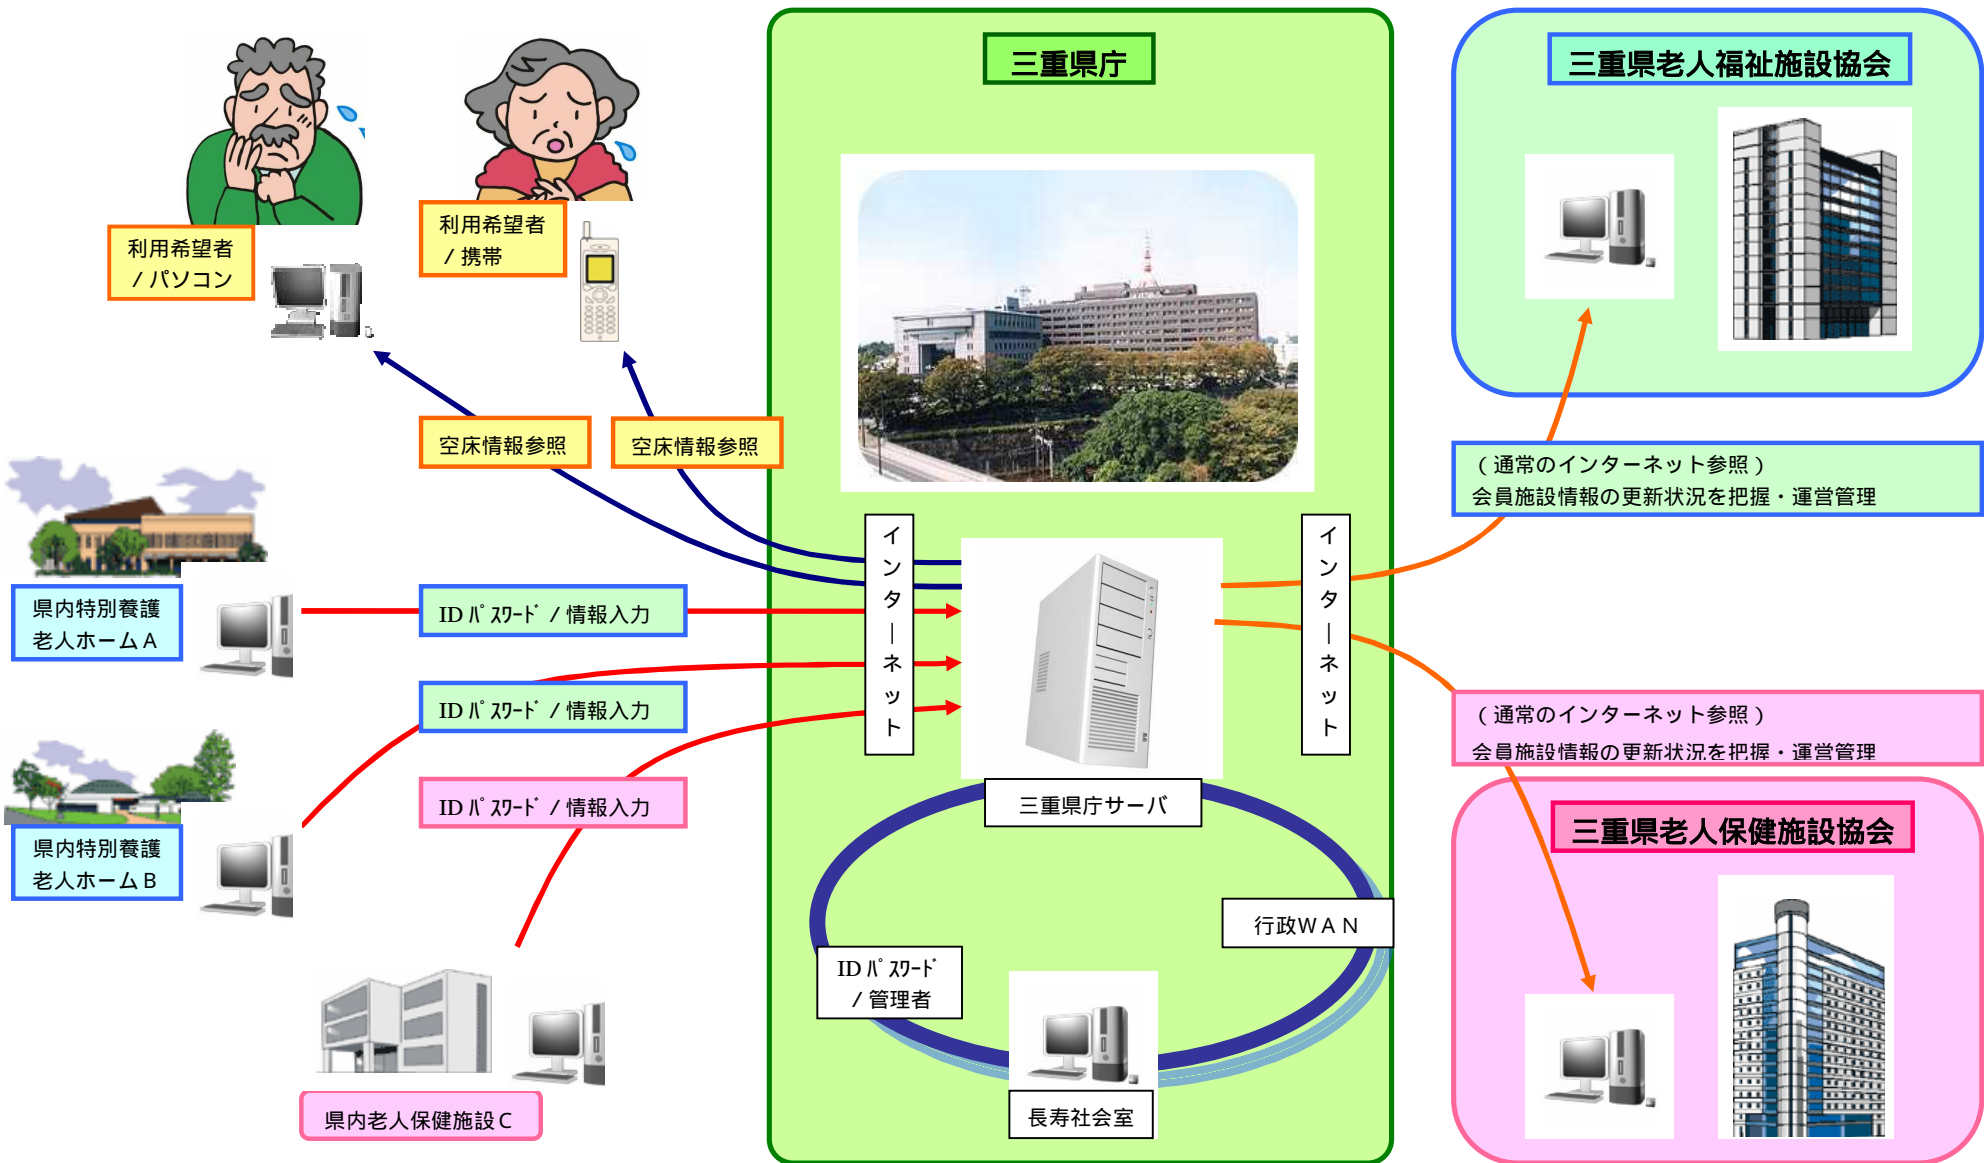 三重県庁
三重県老人福祉施設協会
利用希望者
/ パソコン
利用希望者
/ 携帯
空床情報参照
空床情報参照
（通常のインターネット参照）
会員施設情報の更新状況を把握・運営管理
インターネット
インターネット
県内特別養護
老人ホームＡ
ID ﾊﾟｽﾜｰﾄﾞ / 情報入力
ID ﾊﾟｽﾜｰﾄﾞ / 情報入力
ID ﾊﾟｽﾜｰﾄﾞ / 情報入力
（通常のインターネット参照）
会員施設情報の更新状況を把握・運営管理
三重県庁サーバ
三重県老人保健施設協会
県内特別養護
老人ホームＢ
行政ＷＡＮ
ID ﾊﾟｽﾜｰﾄﾞ
/ 管理者
県内老人保健施設Ｃ
長寿社会室